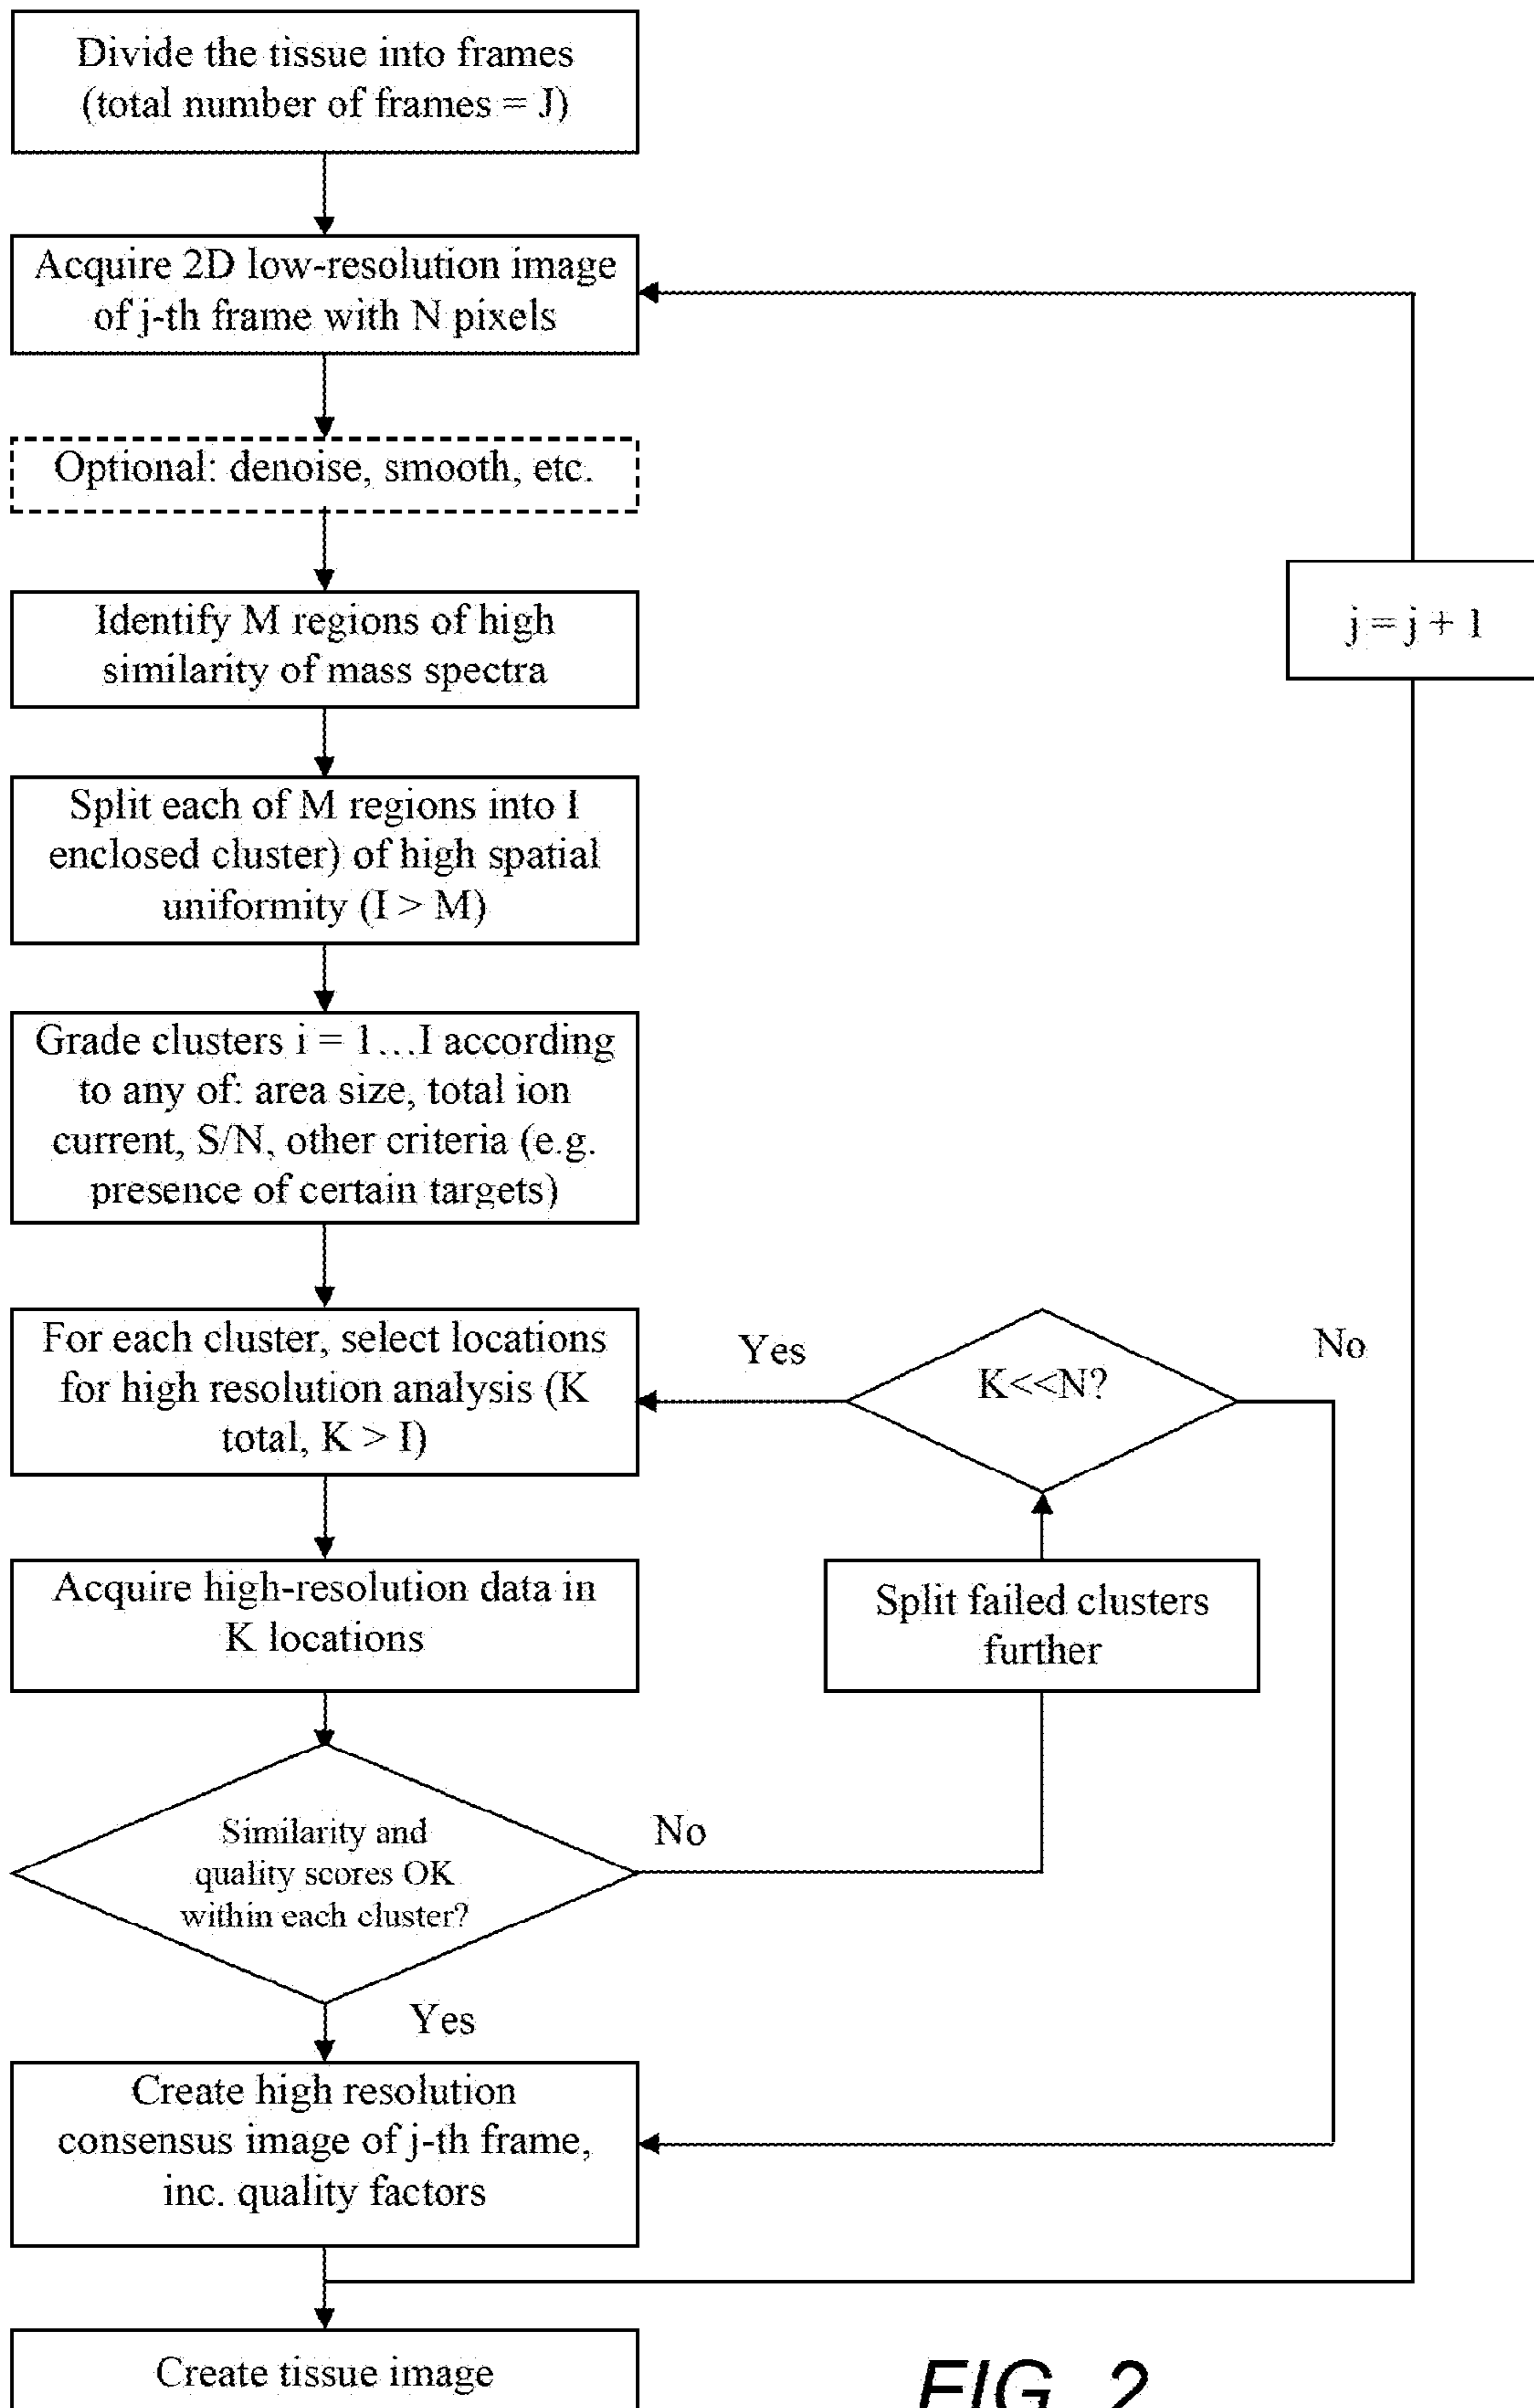 Divide the tissue into frames
(total number of frames = J)
Acquire 2D low-resolution image
of j-th frame with N pixels
Optional: denoise, smooth, etc.
Identify M regions of high
similarity of mass spectra
j = j + 1
Split each of M regions into I
enclosed cluster) of high spatial
uniformity (I > M)
Grade clusters i = 1...I according
to any of: area size, total ion
current, S/N, other criteria (e.g.
presence of certain targets)
For each cluster, select locations
for high resolution analysis (K
total, K > I)
Yes
K<<N?
No
Acquire high-resolution data in
K locations
Split failed clusters
further
Similarity and
quality scores OK
within each cluster?
No
Yes
Create high resolution
consensus image of j-th frame,
inc. quality factors
Create tissue image
FIG. 2